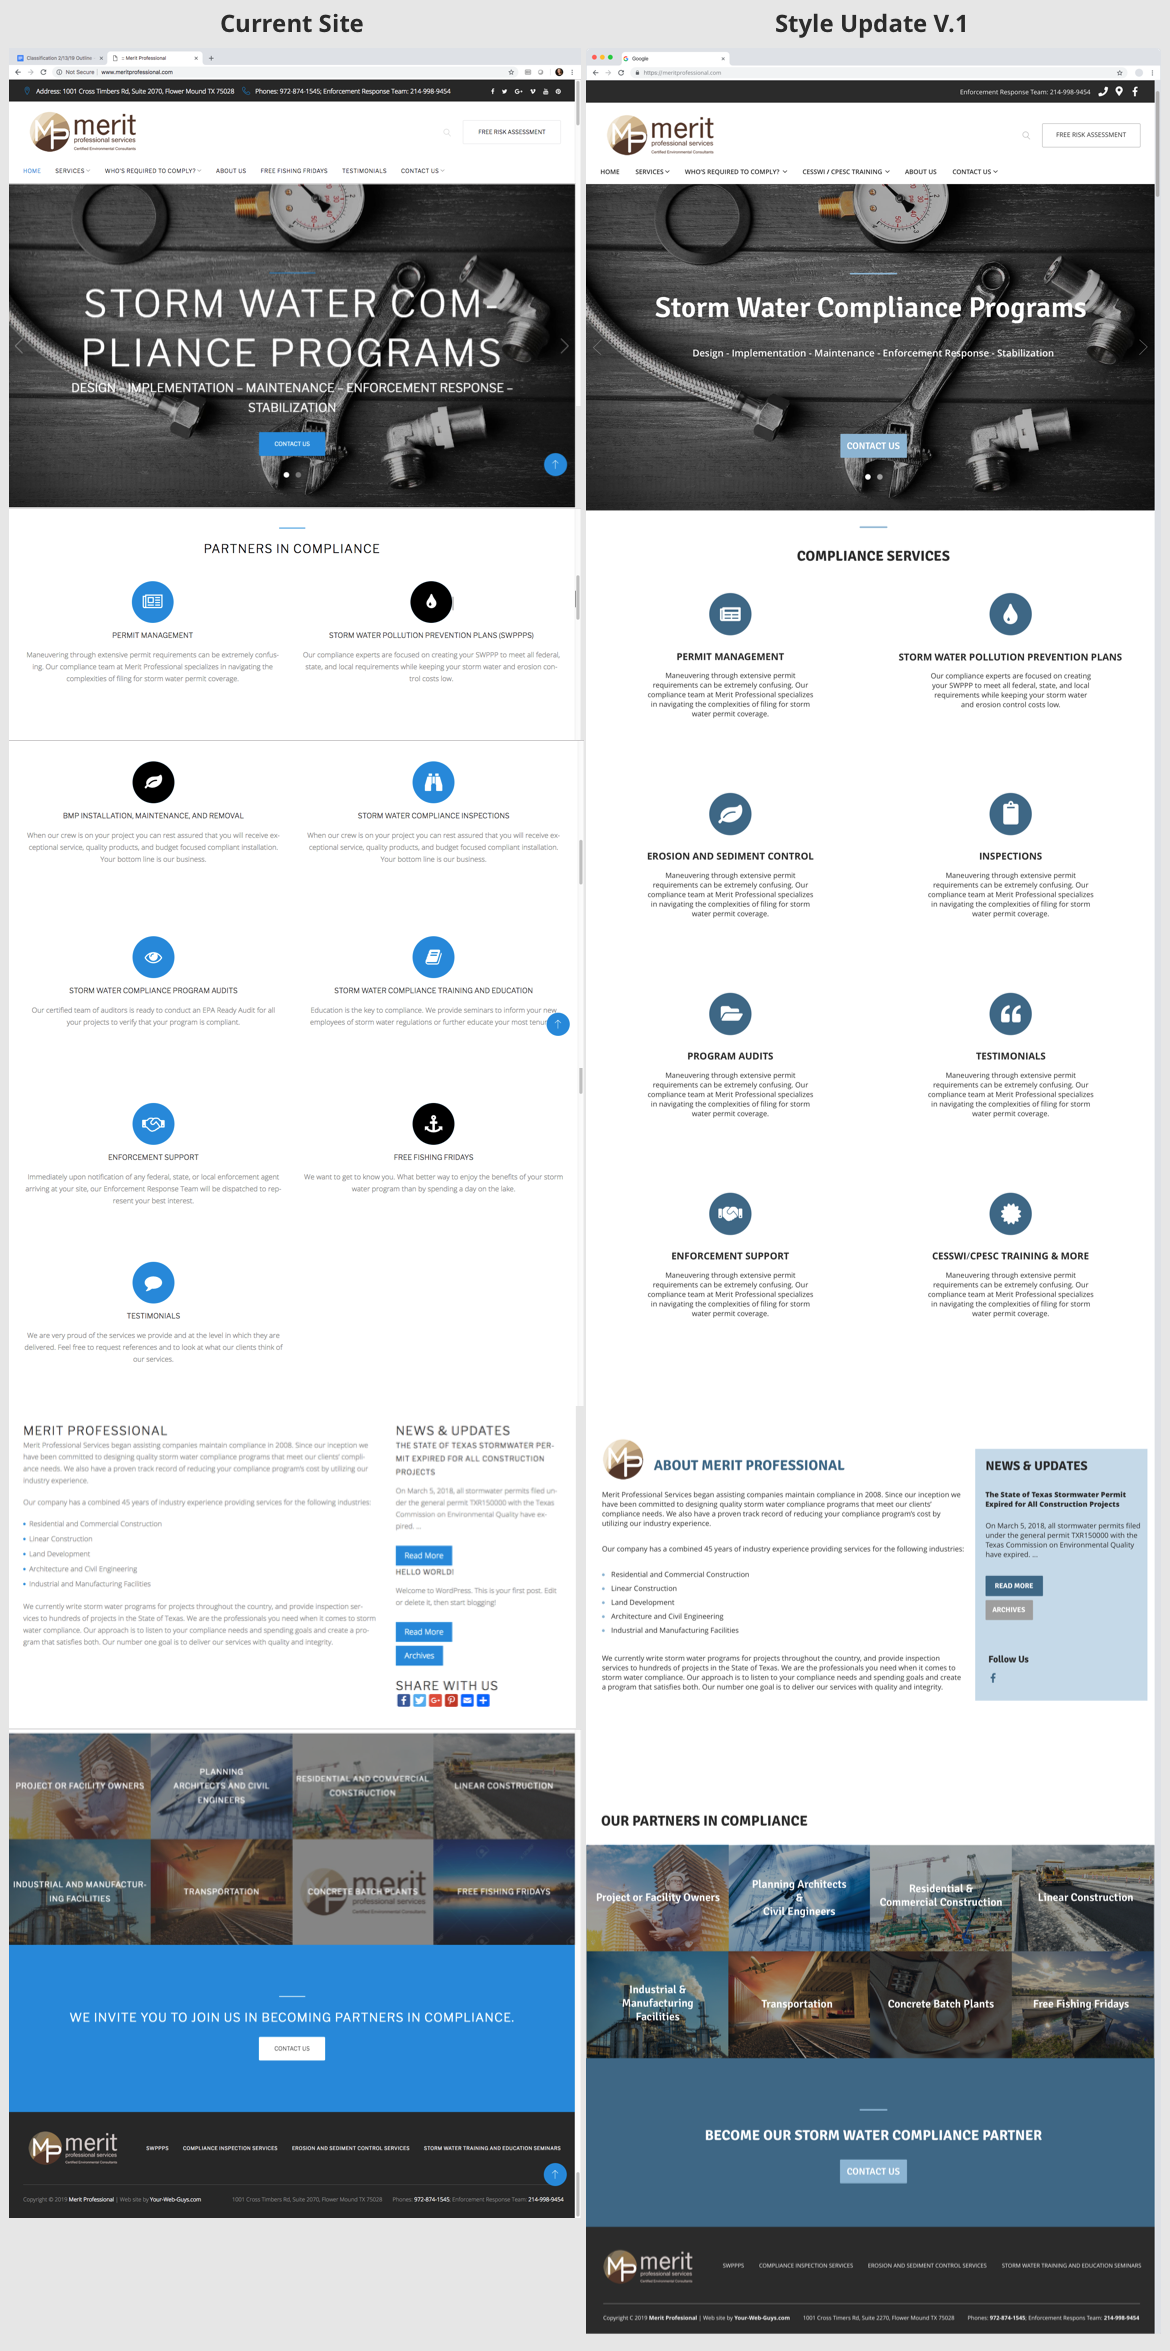 Current Site
Classification 2/13/19 Outline
:: Merit Professional
Not Secure | www.meritprofessional.com
Address: 1001 Cross Timbers Rd, Suite 2070, Flower Mound TX 75028
Phones: 972-874-1545; Enforcement Response Team: 214-998-9454
MP merit
professional services
Certified Environmental Consultants
FREE RISK ASSESSMENT
HOME
SERVICES
WHO'S REQUIRED TO COMPLY?
ABOUT US
FREE FISHING FRIDAYS
TESTIMONIALS
CONTACT US
STORM WATER COM-
PLIANCE PROGRAMS
DESIGN – IMPLEMENTATION – MAINTENANCE – ENFORCEMENT RESPONSE –
STABILIZATION
CONTACT US
PARTNERS IN COMPLIANCE
PERMIT MANAGEMENT
Maneuvering through extensive permit requirements can be extremely confus-
ing. Our compliance team at Merit Professional specializes in navigating the
complexities of filing for storm water permit coverage.
STORM WATER POLLUTION PREVENTION PLANS (SWPPPS)
Our compliance experts are focused on creating your SWPPP to meet all federal,
state, and local requirements while keeping your storm water and erosion con-
trol costs low.
BMP INSTALLATION, MAINTENANCE, AND REMOVAL
When our crew is on your project you can rest assured that you will receive ex-
ceptional service, quality products, and budget focused compliant installation.
Your bottom line is our business.
STORM WATER COMPLIANCE INSPECTIONS
When our crew is on your project you can rest assured that you will receive ex-
ceptional service, quality products, and budget focused compliant installation.
Your bottom line is our business.
STORM WATER COMPLIANCE PROGRAM AUDITS
Our certified team of auditors is ready to conduct an EPA Ready Audit for all
your projects to verify that your program is compliant.
STORM WATER COMPLIANCE TRAINING AND EDUCATION
Education is the key to compliance. We provide seminars to inform your new
employees of storm water regulations or further educate your most
ENFORCEMENT SUPPORT
Immediately upon notification of any federal, state, or local enforcement agent
arriving at your site, our Enforcement Response Team will be dispatched to rep-
resent your best interest.
FREE FISHING FRIDAYS
We want to get to know you. What better way to enjoy the benefits of your storm
water program than by spending a day on the lake.
TESTIMONIALS
We are very proud of the services we provide and at the level in which they are
delivered. Feel free to request references and to look at what our clients think of
our services.
MERIT PROFESSIONAL
Merit Professional Services began assisting companies maintain compliance in 2008. Since our inception we
have been committed to designing quality storm water compliance programs that meet our clients' compli-
ance needs. We also have a proven track record of reducing your compliance program's cost by utilizing our
industry experience.
Our company has a combined 45 years of industry experience providing services for the following industries:
• Residential and Commercial Construction
• Linear Construction
• Land Development
• Architecture and Civil Engineering
• Industrial and Manufacturing Facilities
We currently write storm water programs for projects throughout the country, and provide inspection ser-
vices to hundreds of projects in the State of Texas. We are the professionals you need when it comes to storm
water compliance. Our approach is to listen to your compliance needs and spending goals and create a pro-
gram that satisfies both. Our number one goal is to deliver our services with quality and integrity.
NEWS & UPDATES
THE STATE OF TEXAS STORMWATER PER-
MIT EXPIRED FOR ALL CONSTRUCTION
PROJECTS
On March 5, 2018, all stormwater permits filed un-
der the general permit TXR150000 with the Texas
Commission on Environmental Quality have ex-
pired. ...
Read More
HELLO WORLD!
Welcome to WordPress. This is your first post. Edit
or delete it, then start blogging!
Read More
Archives
SHARE WITH US
PROJECT OR FACILITY OWNERS
PLANNING
ARCHITECTS AND CIVIL
ENGINEERS
RESIDENTIAL AND COMMERCIAL
CONSTRUCTION
LINEAR CONSTRUCTION
INDUSTRIAL AND MANUFACTUR-
ING FACILITIES
TRANSPORTATION
CONCRETE BATCH PLANTS
FREE FISHING FRIDAYS
WE INVITE YOU TO JOIN US IN BECOMING PARTNERS IN COMPLIANCE.
CONTACT US
MP merit
professional services
Certified Environmental Consultants
SWPPPS
COMPLIANCE INSPECTION SERVICES
EROSION AND SEDIMENT CONTROL SERVICES
STORM WATER TRAINING AND EDUCATION SEMINARS
Copyright © 2019 Merit Professional | Web site by Your-Web-Guys.com
1001 Cross Timbers Rd, Suite 2070, Flower Mound TX 75028
Phones: 972-874-1545; Enforcement Response Team: 214-998-9454
Style Update V.1
Google
https://meritprofessional.com
Enforcement Response Team: 214-998-9454
MP merit
professional services
Certified Environmental Consultants
FREE RISK ASSESSMENT
HOME
SERVICES
WHO'S REQUIRED TO COMPLY?
CESSWI / CPESC TRAINING
ABOUT US
CONTACT US
Storm Water Compliance Programs
Design - Implementation - Maintenance - Enforcement Response - Stabilization
CONTACT US
COMPLIANCE SERVICES
PERMIT MANAGEMENT
Maneuvering through extensive permit
requirements can be extremely confusing. Our
compliance team at Merit Professional specializes
in navigating the complexities of filing for storm
water permit coverage.
STORM WATER POLLUTION PREVENTION PLANS
Our compliance experts are focused on creating
your SWPPP to meet all federal, state, and local
requirements while keeping your storm water
and erosion control costs low.
EROSION AND SEDIMENT CONTROL
Maneuvering through extensive permit
requirements can be extremely confusing. Our
compliance team at Merit Professional specializes
in navigating the complexities of filing for storm
water permit coverage.
INSPECTIONS
Maneuvering through extensive permit
requirements can be extremely confusing. Our
compliance team at Merit Professional specializes
in navigating the complexities of filing for storm
water permit coverage.
PROGRAM AUDITS
Maneuvering through extensive permit
requirements can be extremely confusing. Our
compliance team at Merit Professional specializes
in navigating the complexities of filing for storm
water permit coverage.
TESTIMONIALS
Maneuvering through extensive permit
requirements can be extremely confusing. Our
compliance team at Merit Professional specializes
in navigating the complexities of filing for storm
water permit coverage.
ENFORCEMENT SUPPORT
Maneuvering through extensive permit
requirements can be extremely confusing. Our
compliance team at Merit Professional specializes
in navigating the complexities of filing for storm
water permit coverage.
CESSWI/CPESC TRAINING & MORE
Maneuvering through extensive permit
requirements can be extremely confusing. Our
compliance team at Merit Professional specializes
in navigating the complexities of filing for storm
water permit coverage.
MP
ABOUT MERIT PROFESSIONAL
Merit Professional Services began assisting companies maintain compliance in 2008. Since our inception we
have been committed to designing quality storm water compliance programs that meet our clients'
compliance needs. We also have a proven track record of reducing your compliance program's cost by
utilizing our industry experience.
Our company has a combined 45 years of industry experience providing services for the following industries:
• Residential and Commercial Construction
• Linear Construction
• Land Development
• Architecture and Civil Engineering
• Industrial and Manufacturing Facilities
We currently write storm water programs for projects throughout the country, and provide inspection
services to hundreds of projects in the State of Texas. We are the professionals you need when it comes to
storm water compliance. Our approach is to listen to your compliance needs and spending goals and create
a program that satisfies both. Our number one goal is to deliver our services with quality and integrity.
NEWS & UPDATES
The State of Texas Stormwater Permit
Expired for All Construction Projects
On March 5, 2018, all stormwater permits filed
under the general permit TXR150000 with the
Texas Commission on Environmental Quality
have expired. ...
READ MORE
ARCHIVES
Follow Us
OUR PARTNERS IN COMPLIANCE
Project or Facility Owners
Planning Architects
&
Civil Engineers
Residential &
Commercial Construction
Linear Construction
Industrial &
Manufacturing
Facilities
Transportation
Concrete Batch Plants
Free Fishing Fridays
BECOME OUR STORM WATER COMPLIANCE PARTNER
CONTACT US
MP merit
professional services
Certified Environmental Consultants
SWPPPS
COMPLIANCE INSPECTION SERVICES
EROSION AND SEDIMENT CONTROL SERVICES
STORM WATER TRAINING AND EDUCATION SEMINARS
Copyright C 2019 Merit Profesional | Web site by Your-Web-Guys.com
1001 Cross Timers Rd, Suite 2270, Flower Mound TX 75028
Phones: 972-874-1545; Enforcement Respons Team: 214-998-9454